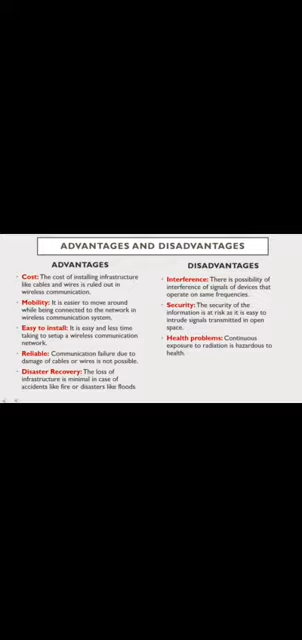 ADVANTAGES AND DISADVANTAGES
ADVANTAGES
• Cost: The cost of installing infrastructure
like cables and wires is ruled out in
wireless communication.
• Mobility: It is easier to move around
while being connected to the network in
wireless communication system.
• Easy to install: It is easy and less time
taking to setup a wireless communication
network.
• Reliable: Communication failure due to
damage of cables or wires is not possible.
• Disaster Recovery: The loss of
infrastructure is minimal in case of
accidents like fire or disasters like floods
DISADVANTAGES
• Interference: There is possibility of
interference of signals of devices that
operate on same frequencies.
• Security: The security of the
information is at risk as it is easy to
intrude signals transmitted in open
space.
• Health problems: Continuous
exposure to radiation is hazardous to
health.